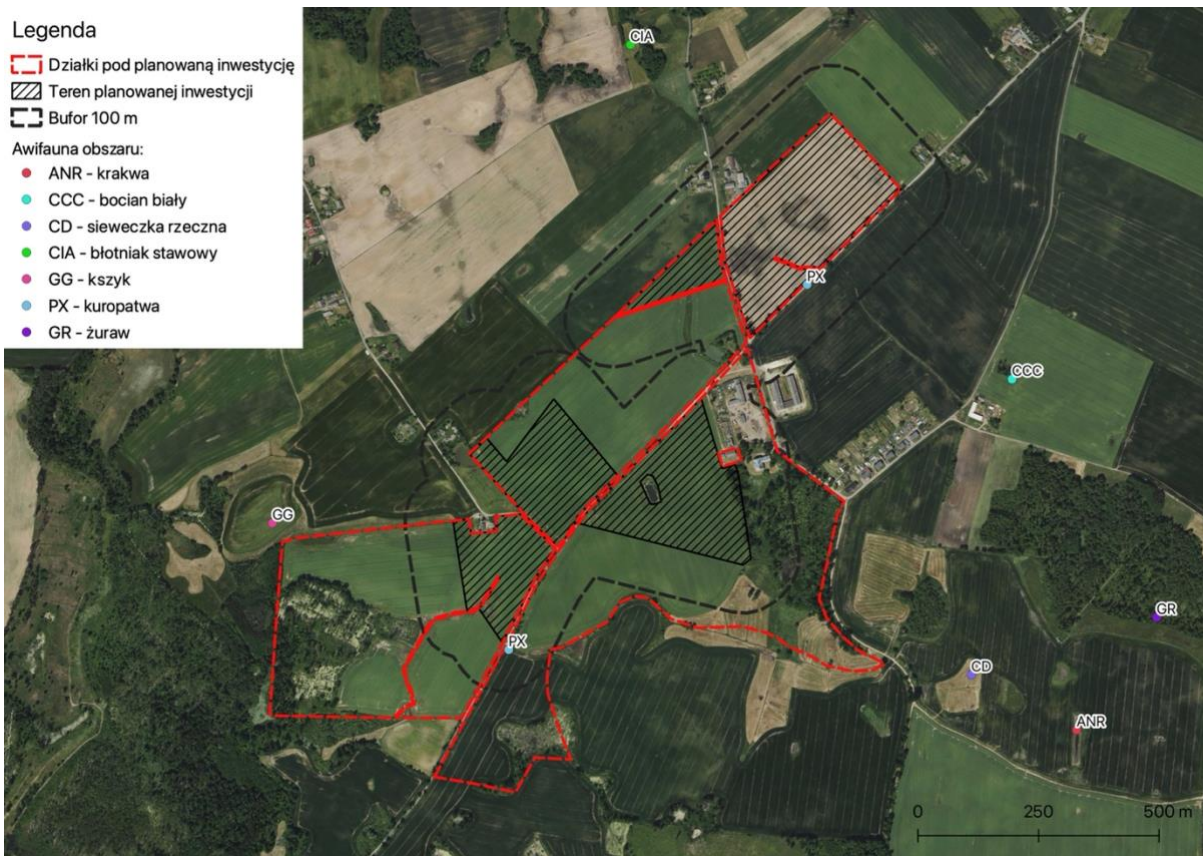 Legenda
Działki pod planowaną inwestycję
Teren planowanej inwestycji
Bufor 100 m
Awifauna obszaru:
ANR - krakwa
CCC - bocian biały
CD - sieweczka rzeczna
CIA - błotniak stawowy
GG - kszyk
PX - kuropatwa
GR - żuraw
CIA
PX
CCC
GG
GR
PX
CD
ANR
0 250 500 m